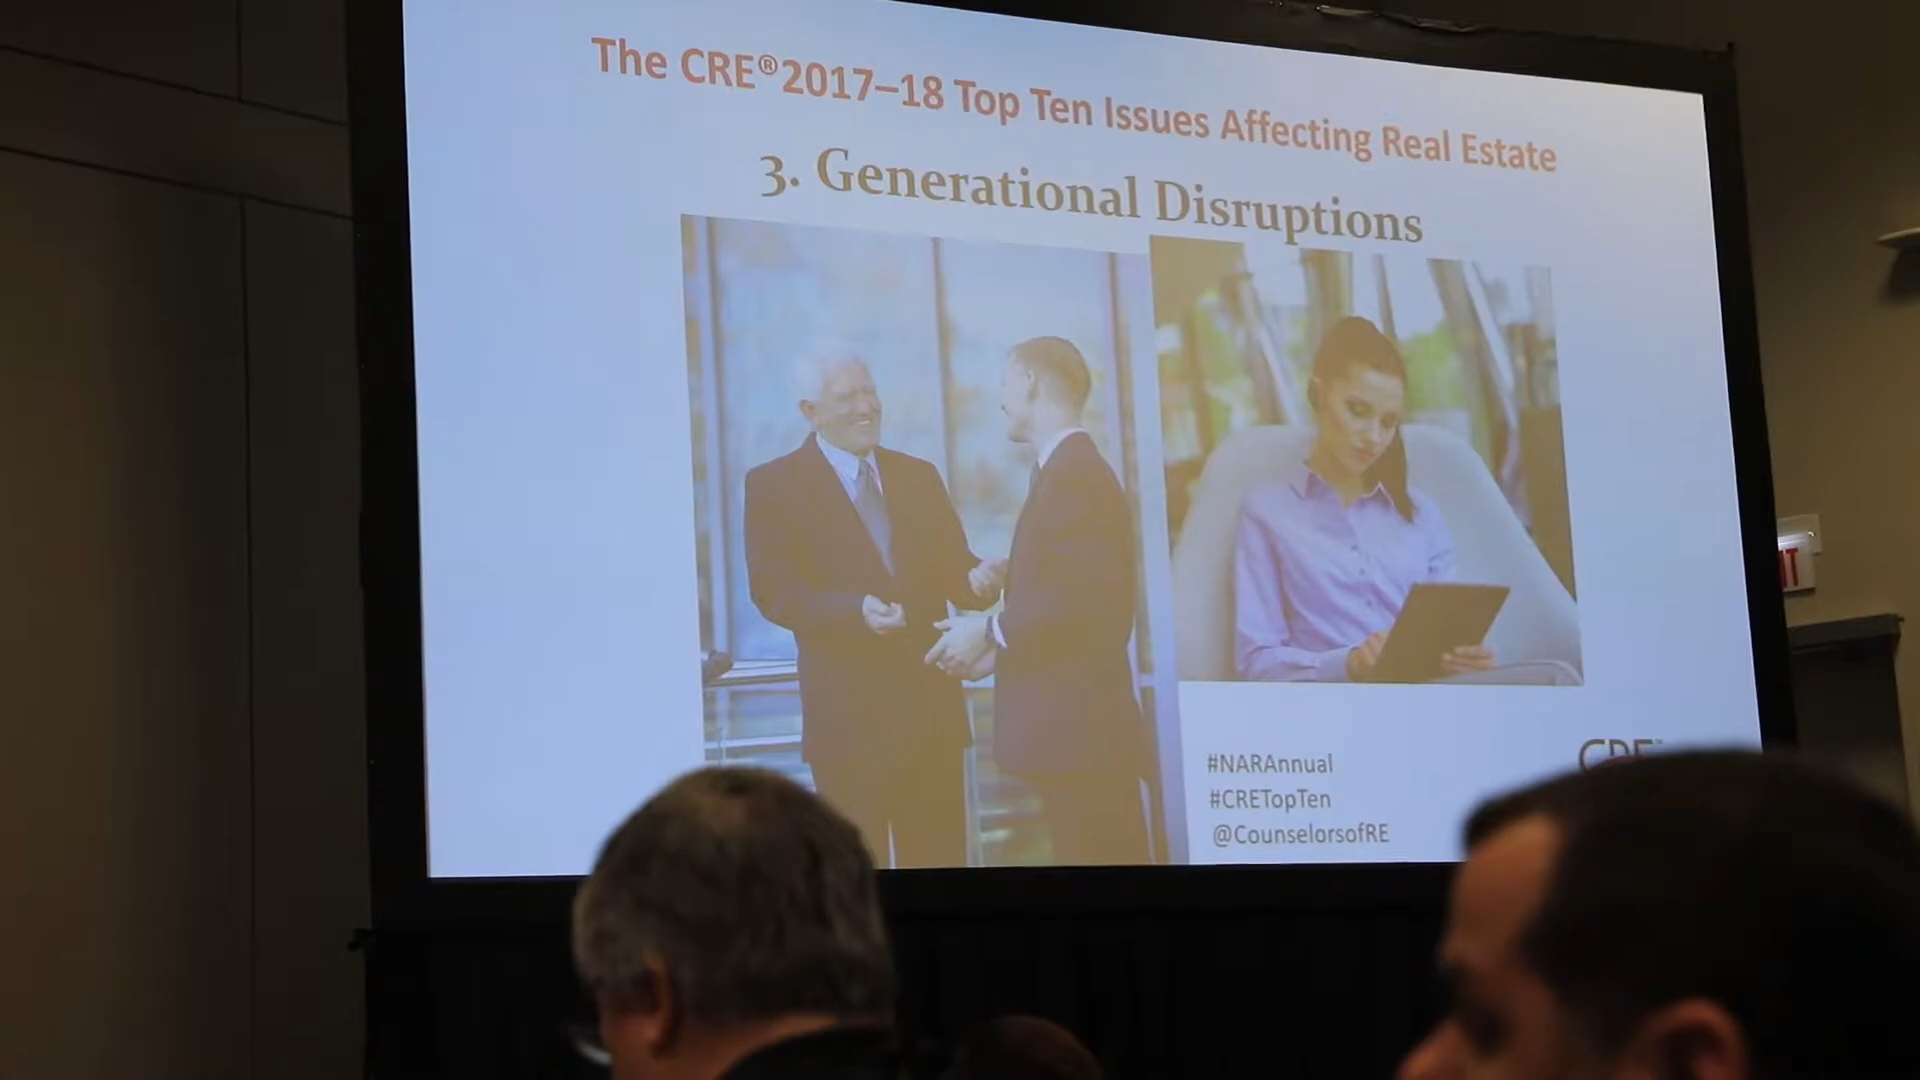 The CRE® 2017–18 Top Ten Issues Affecting Real Estate
3. Generational Disruptions
#NARAnnual
#CRETopTen
@CounselorsofRE